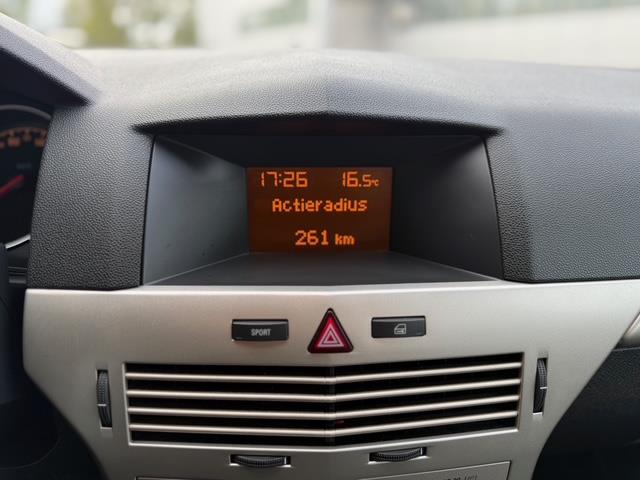 17:26 16.5°C
Actieradius
261 km
SPORT